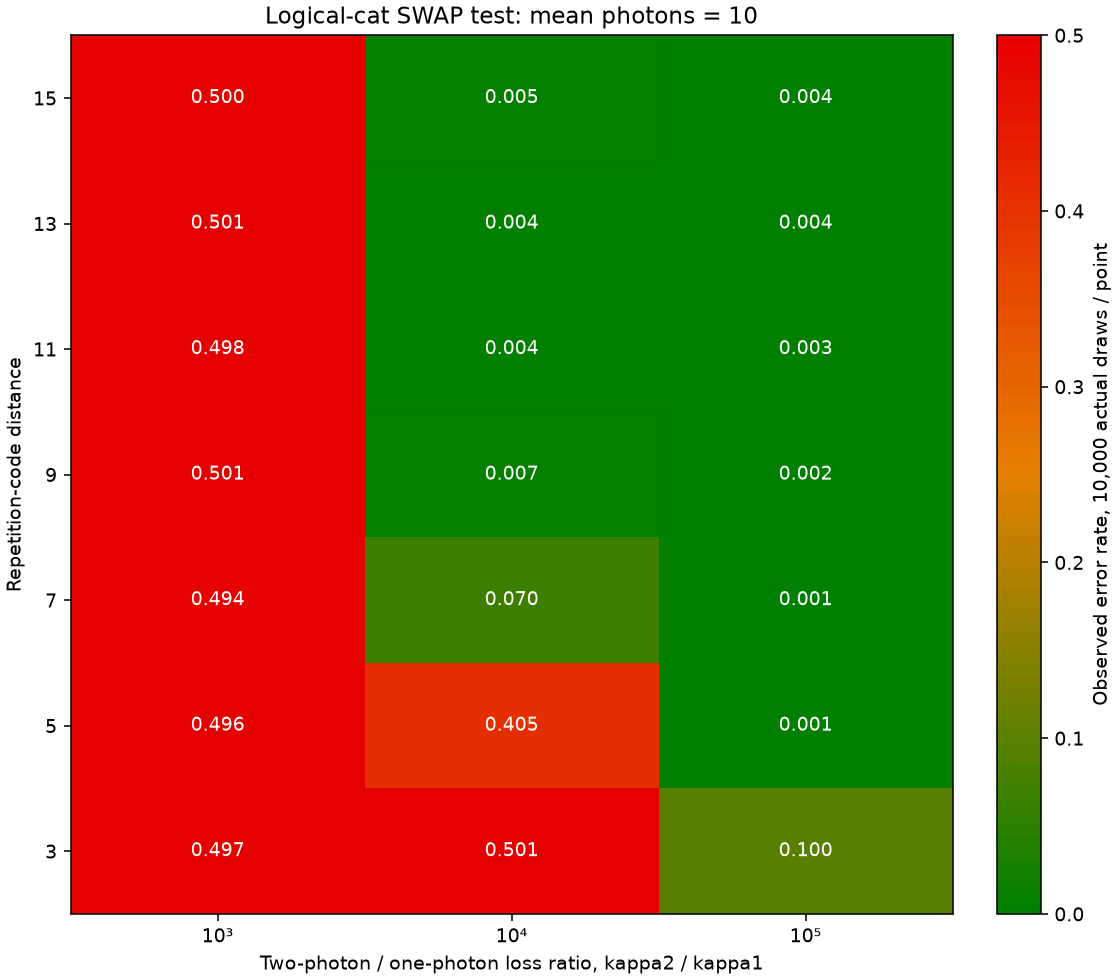 Logical-cat SWAP test: mean photons = 10
15 0.500 0.005 0.004
13 0.501 0.004 0.004
11 0.498 0.004 0.003
9 0.501 0.007 0.002
7 0.494 0.070 0.001
5 0.496 0.405 0.001
3 0.497 0.501 0.100
10³ 10⁴ 10⁵
Two-photon / one-photon loss ratio, kappa2 / kappa1
Repetition-code distance
0.5
0.4
0.3
0.2
0.1
0.0
Observed error rate, 10,000 actual draws / point